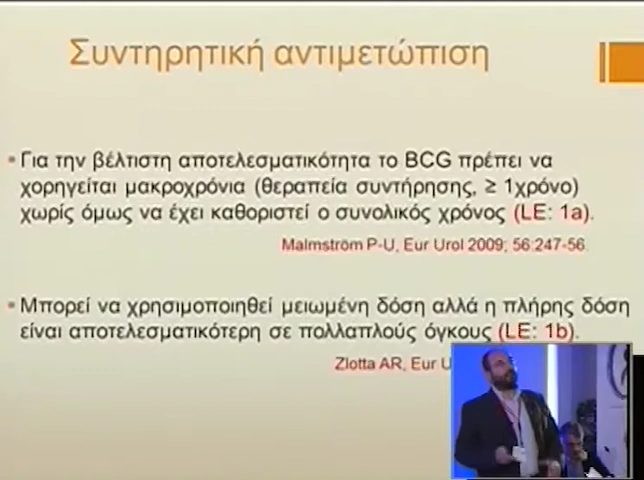 Συντηρητική αντιμετώπιση
Για την βέλτιστη αποτελεσματικότητα το BCG πρέπει να
χορηγείται μακροχρόνια (θεραπεία συντήρησης, ≥ 1χρόνο)
χωρίς όμως να έχει καθοριστεί ο συνολικός χρόνος (LE: 1a).
Malmström P-U, Eur Urol 2009; 56:247-56
Μπορεί να χρησιμοποιηθεί μειωμένη δόση αλλά η πλήρης δόση
είναι αποτελεσματικότερη σε πολλαπλούς όγκους (LE: 1b).
Zlotta AR, Eur